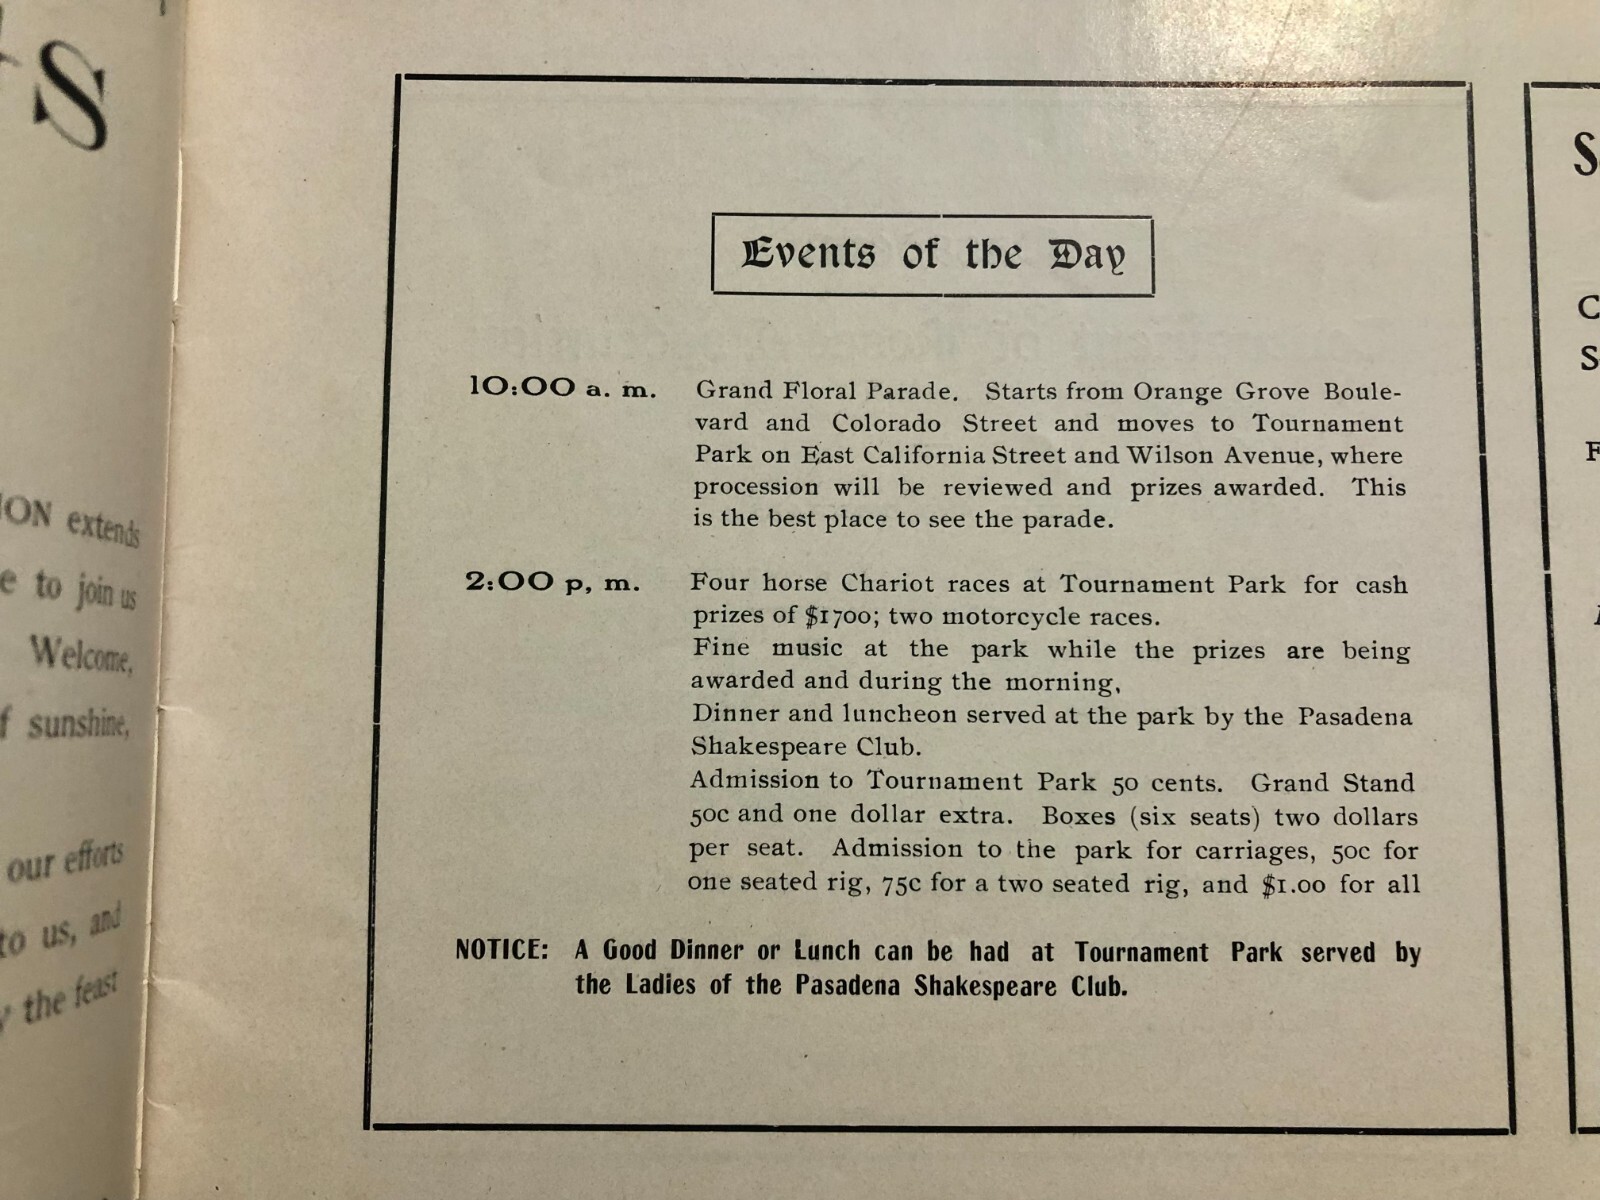 S
ION extends
e to join us
Welcome,
f sunshine,
our efforts
to us, and
y the feast
Events of the Day
10:00 a. m. Grand Floral Parade. Starts from Orange Grove Boule-
vard and Colorado Street and moves to Tournament
Park on East California Street and Wilson Avenue, where
procession will be reviewed and prizes awarded. This
is the best place to see the parade.
2:00 p, m. Four horse Chariot races at Tournament Park for cash
prizes of $1700; two motorcycle races.
Fine music at the park while the prizes are being
awarded and during the morning,
Dinner and luncheon served at the park by the Pasadena
Shakespeare Club.
Admission to Tournament Park 50 cents. Grand Stand
50c and one dollar extra. Boxes (six seats) two dollars
per seat. Admission to the park for carriages, 50c for
one seated rig, 75c for a two seated rig, and $1.00 for all
NOTICE: A Good Dinner or Lunch can be had at Tournament Park served by
the Ladies of the Pasadena Shakespeare Club.
S
C
S
F